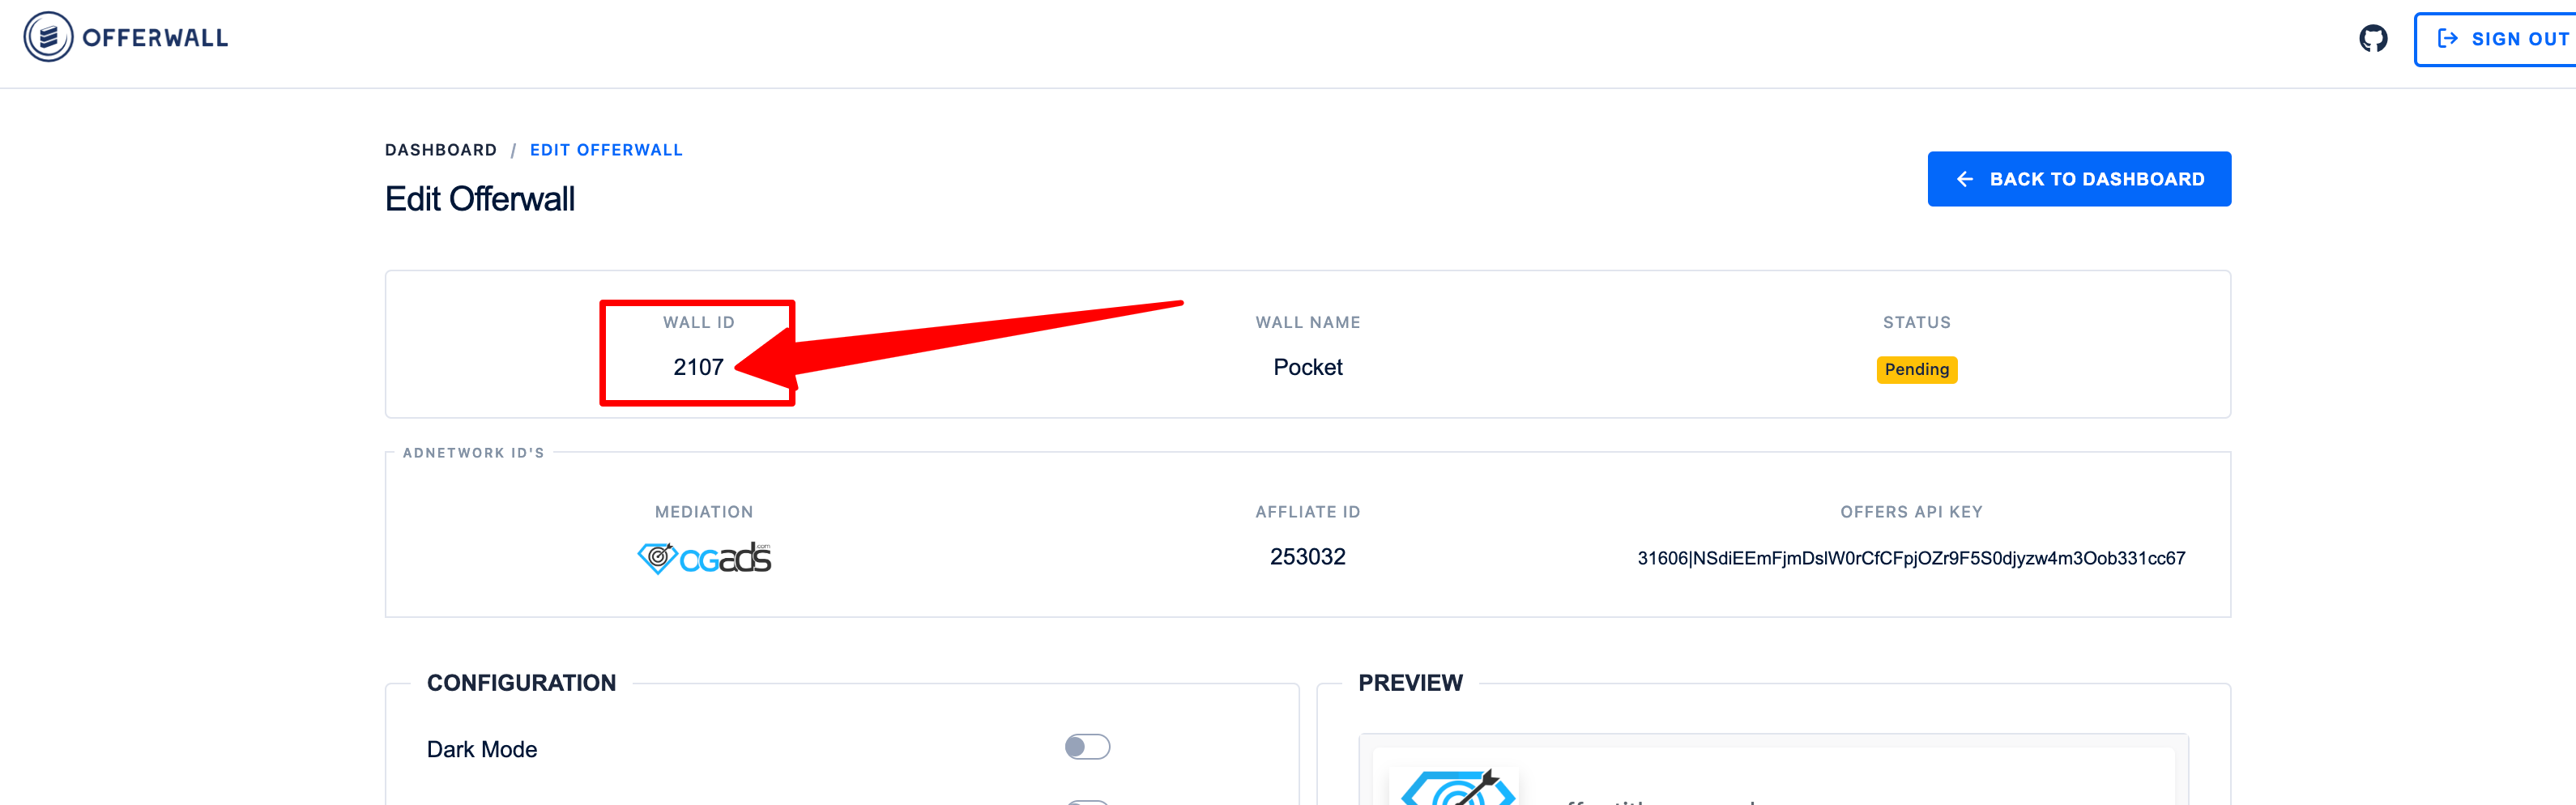 OFFERWALL
SIGN OUT
DASHBOARD / EDIT OFFERWALL
Edit Offerwall
BACK TO DASHBOARD
WALL ID
2107
WALL NAME
Pocket
STATUS
Pending
ADNETWORK ID'S
MEDIATION
ogads.com
AFFLIATE ID
253032
OFFERS API KEY
31606|NSdiEEmFjmDslW0rCfCFpjOZr9F5S0djyzw4m3Oob331cc67
CONFIGURATION
Dark Mode
PREVIEW